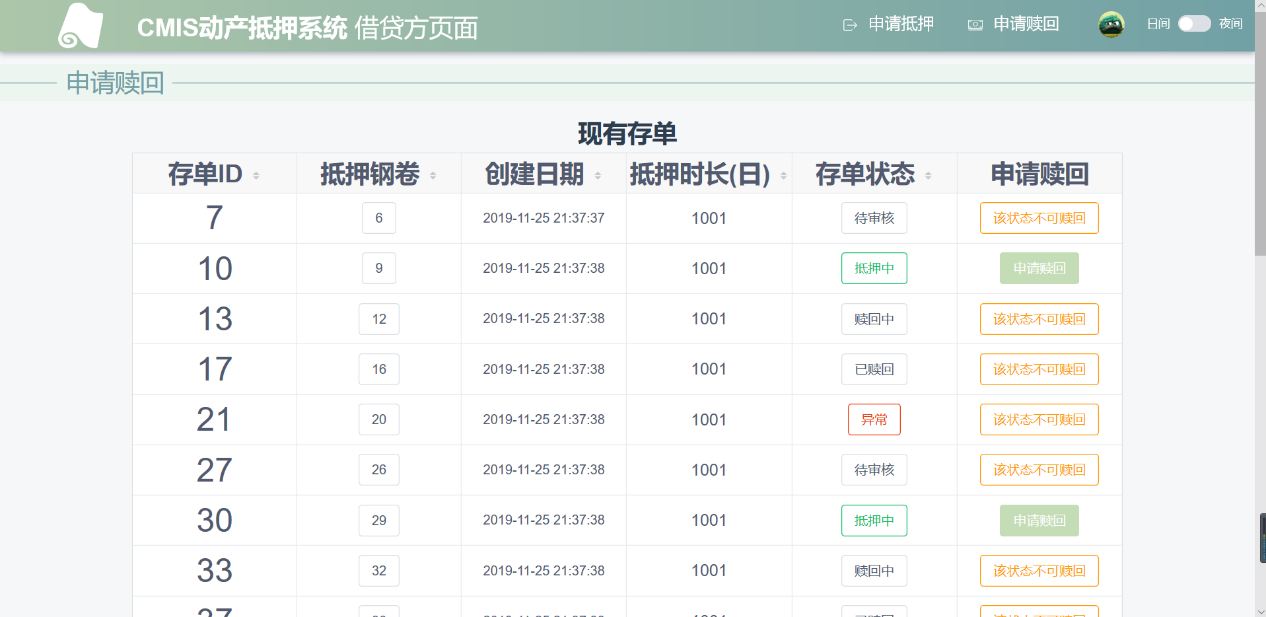 CMIS动产抵押系统 借贷方页面 申请抵押 申请赎回 日间 夜间
申请赎回
现有存单
存单ID 抵押钢卷 创建日期 抵押时长(日) 存单状态 申请赎回
7 6 2019-11-25 21:37:37 1001 待审核 该状态不可赎回
10 9 2019-11-25 21:37:38 1001 抵押中 申请赎回
13 12 2019-11-25 21:37:38 1001 赎回中 该状态不可赎回
17 16 2019-11-25 21:37:38 1001 已赎回 该状态不可赎回
21 20 2019-11-25 21:37:38 1001 异常 该状态不可赎回
27 26 2019-11-25 21:37:38 1001 待审核 该状态不可赎回
30 29 2019-11-25 21:37:38 1001 抵押中 申请赎回
33 32 2019-11-25 21:37:38 1001 赎回中 该状态不可赎回